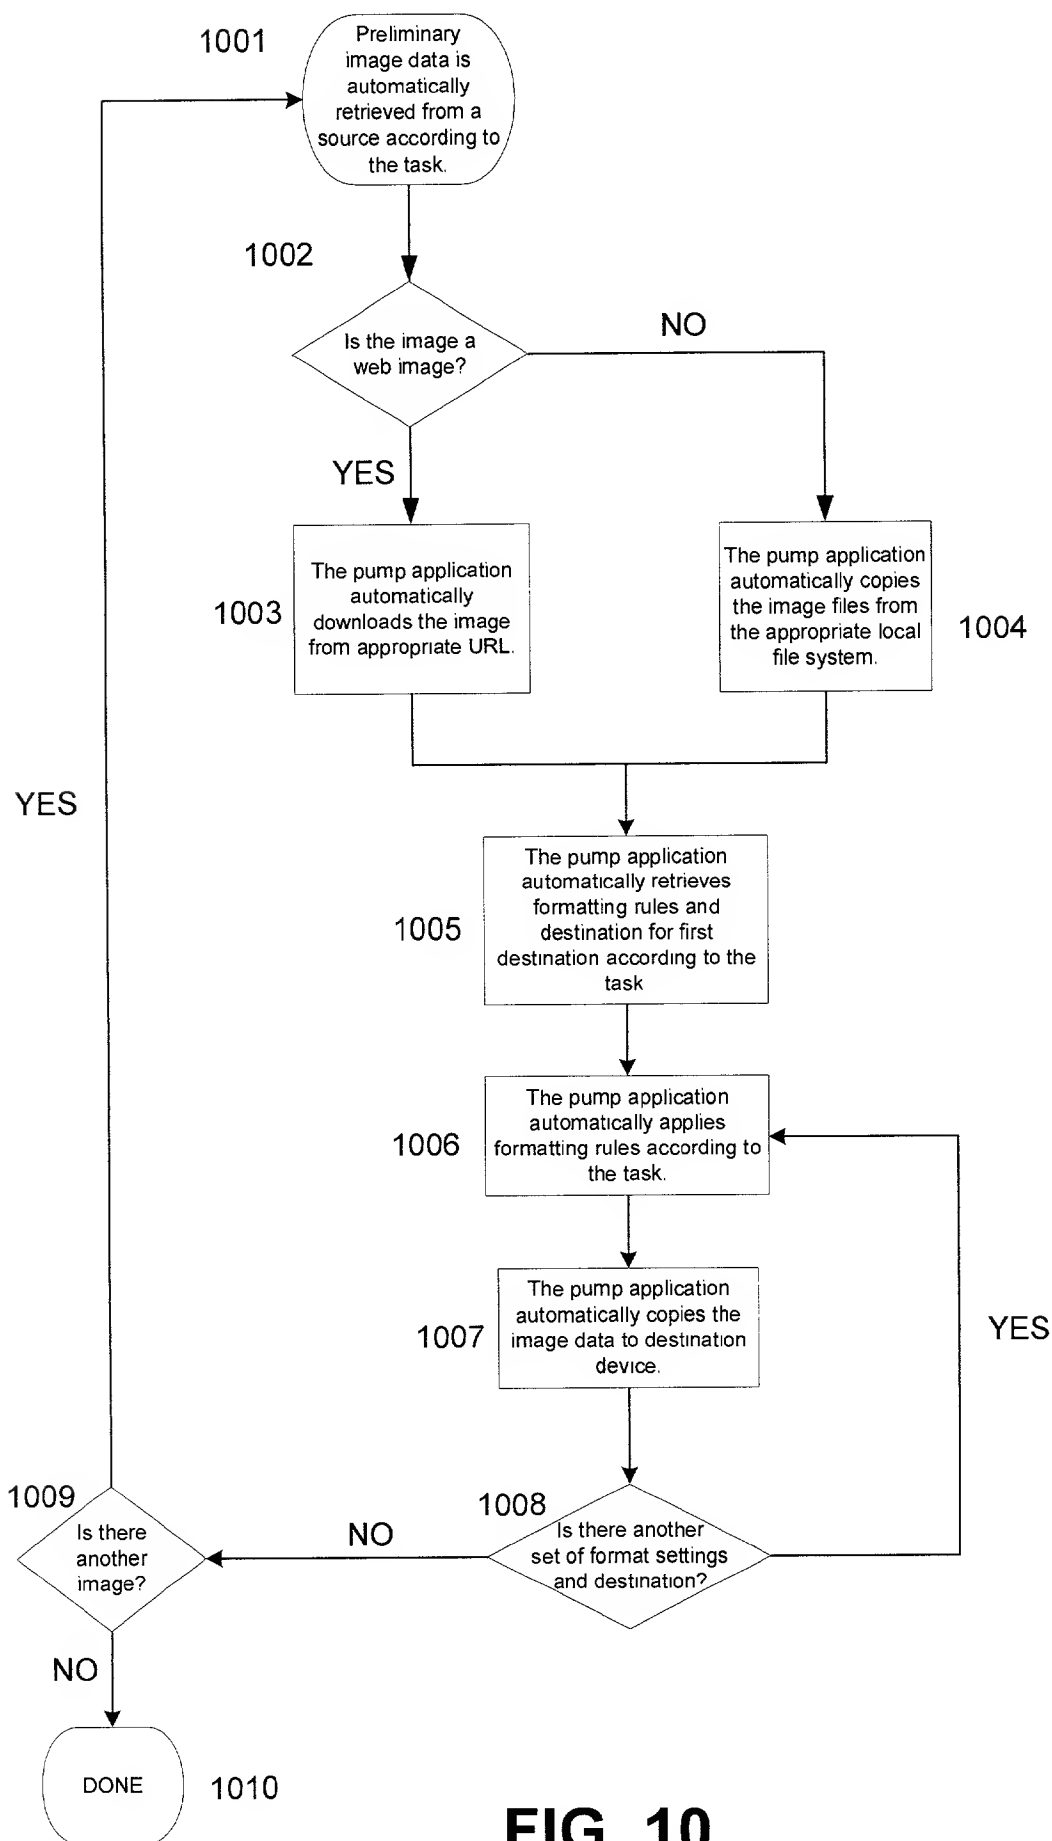 1001
Preliminary
image data is
automatically
retrieved from a
source according to
the task.
1002
Is the image a
web image?
NO
YES
1003
The pump application
automatically
downloads the image
from appropriate URL.
The pump application
automatically copies
the image files from
the appropriate local
file system.
1004
YES
1005
The pump application
automatically retrieves
formatting rules and
destination for first
destination according to the
task
1006
The pump application
automatically applies
formatting rules according to
the task.
1007
The pump application
automatically copies the
image data to destination
device.
YES
1008
Is there another
set of format settings
and destination?
NO
1009
Is there
another
image?
NO
DONE
1010
FIG. 10